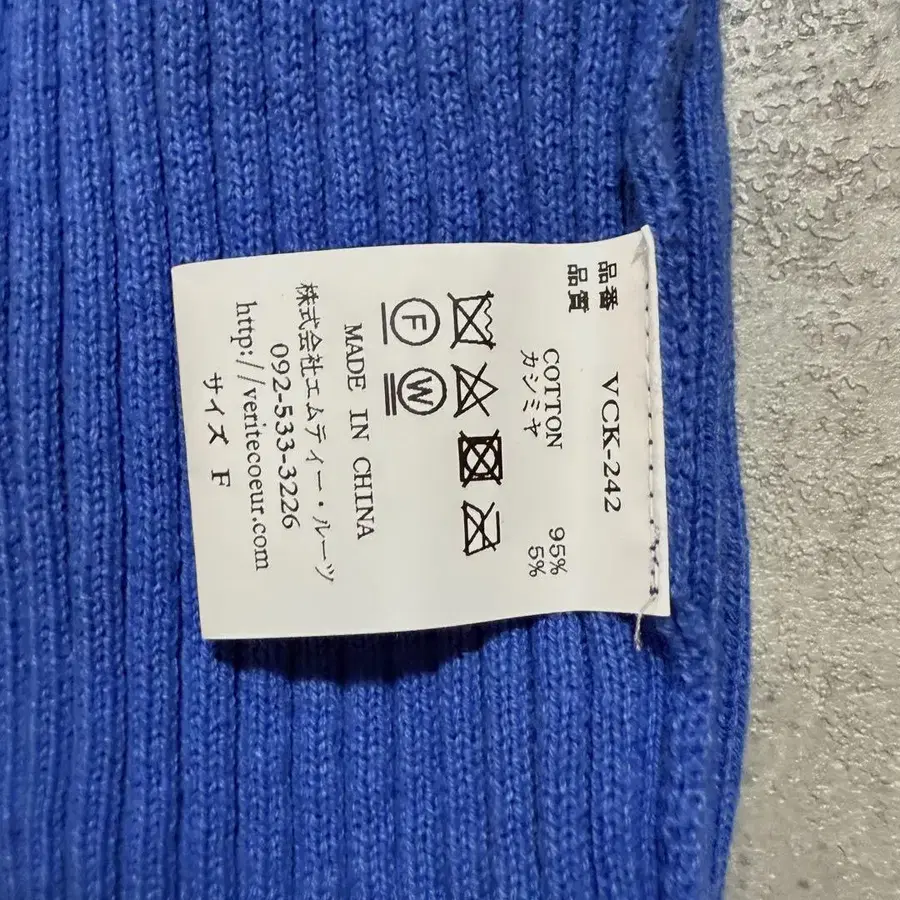 品番 VCK-242
品質
COTTON 95%
カシミヤ 5%
F W
MADE IN CHINA
株式会社エムティー・ルーツ
092-533-3226
http://veritecoeur.com
サイズ F